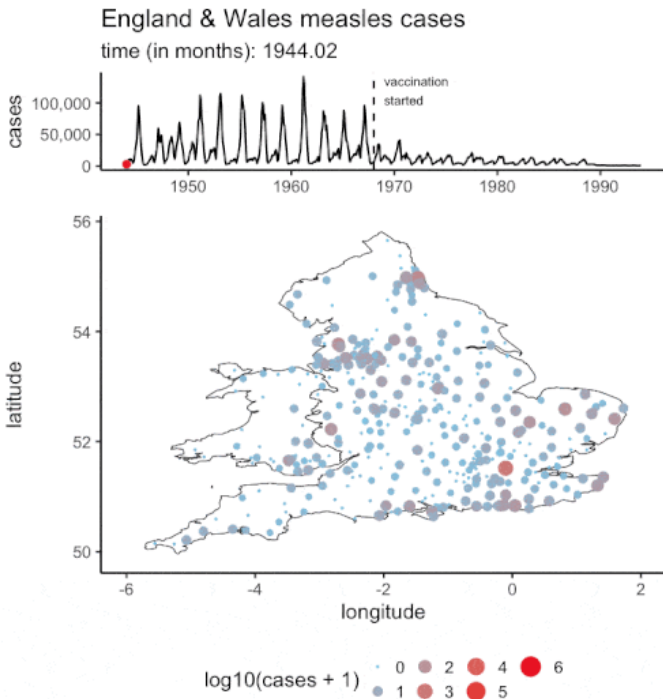 England & Wales measles cases
time (in months): 1944.02
cases
100,000
50,000
0
vaccination
started
1950 1960 1970 1980 1990
latitude
56
54
52
50
-6 -4 -2 0 2
longitude
log10(cases + 1)
0 2 4 6
1 3 5